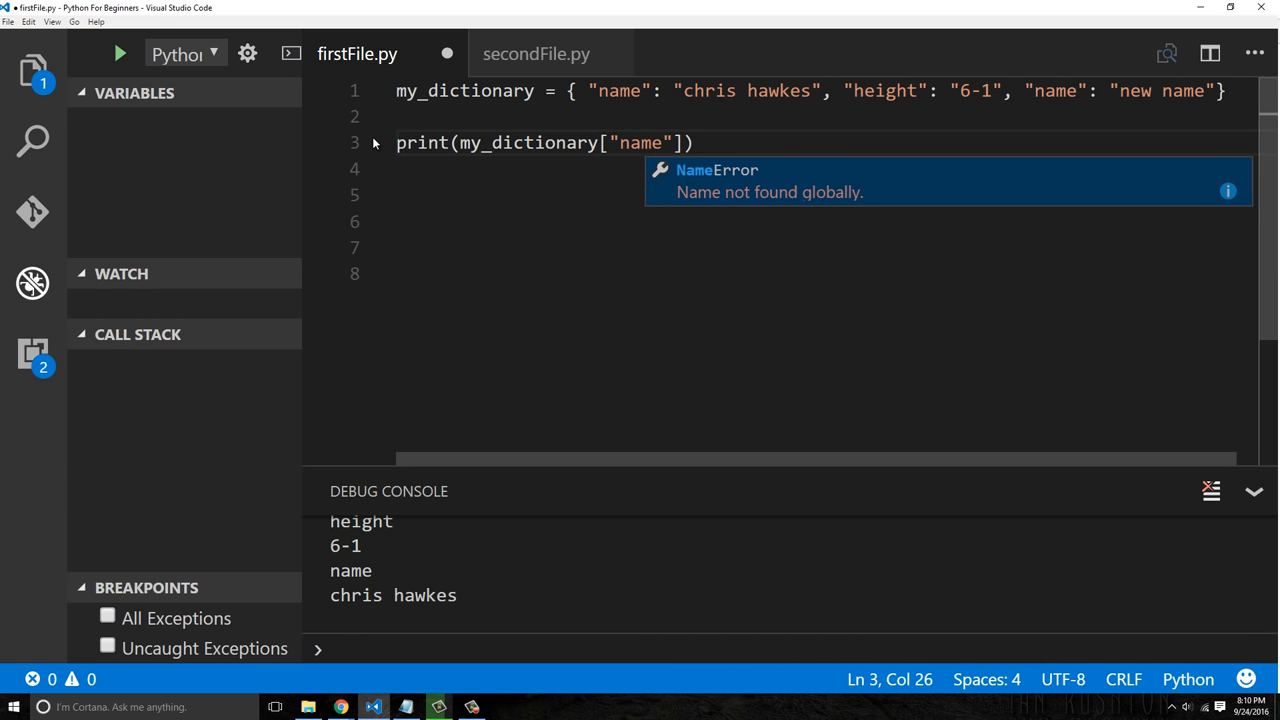 firstFile.py - Python For Beginners - Visual Studio Code
File Edit View Go Help
Python
firstFile.py
secondFile.py
1
VARIABLES
1 my_dictionary = { "name": "chris hawkes", "height": "6-1", "name": "new name"}
2
3 print(my_dictionary["name"])
4
NameError
Name not found globally.
5
6
7
8
WATCH
CALL STACK
2
DEBUG CONSOLE
height
6-1
name
chris hawkes
BREAKPOINTS
All Exceptions
Uncaught Exceptions
0 0
Ln 3, Col 26 Spaces: 4 UTF-8 CRLF Python
I'm Cortana. Ask me anything.
8:10 PM
9/24/2016